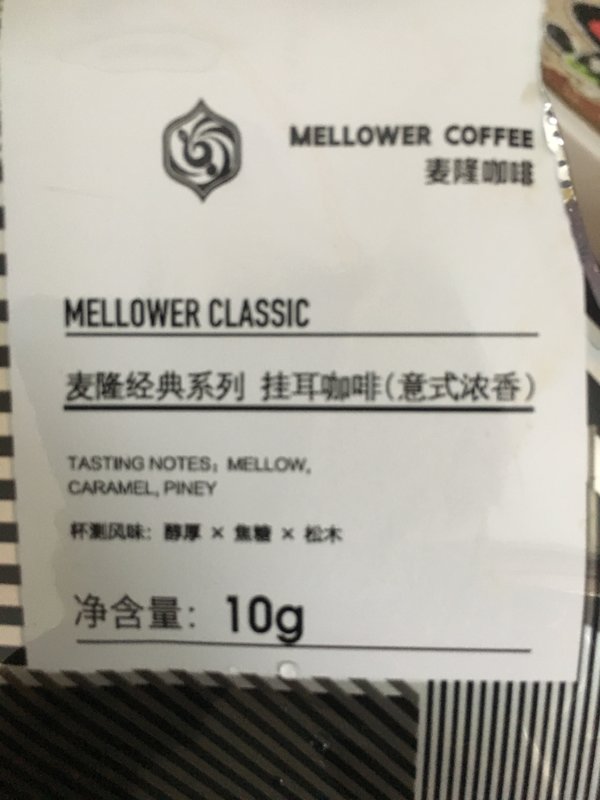 MELLOWER COFFEE
麦隆咖啡
MELLOWER CLASSIC
麦隆经典系列 挂耳咖啡(意式浓香)
TASTING NOTES: MELLOW,
CARAMEL, PINEY
杯测风味: 醇厚 × 焦糖 × 松木
净含量: 10g